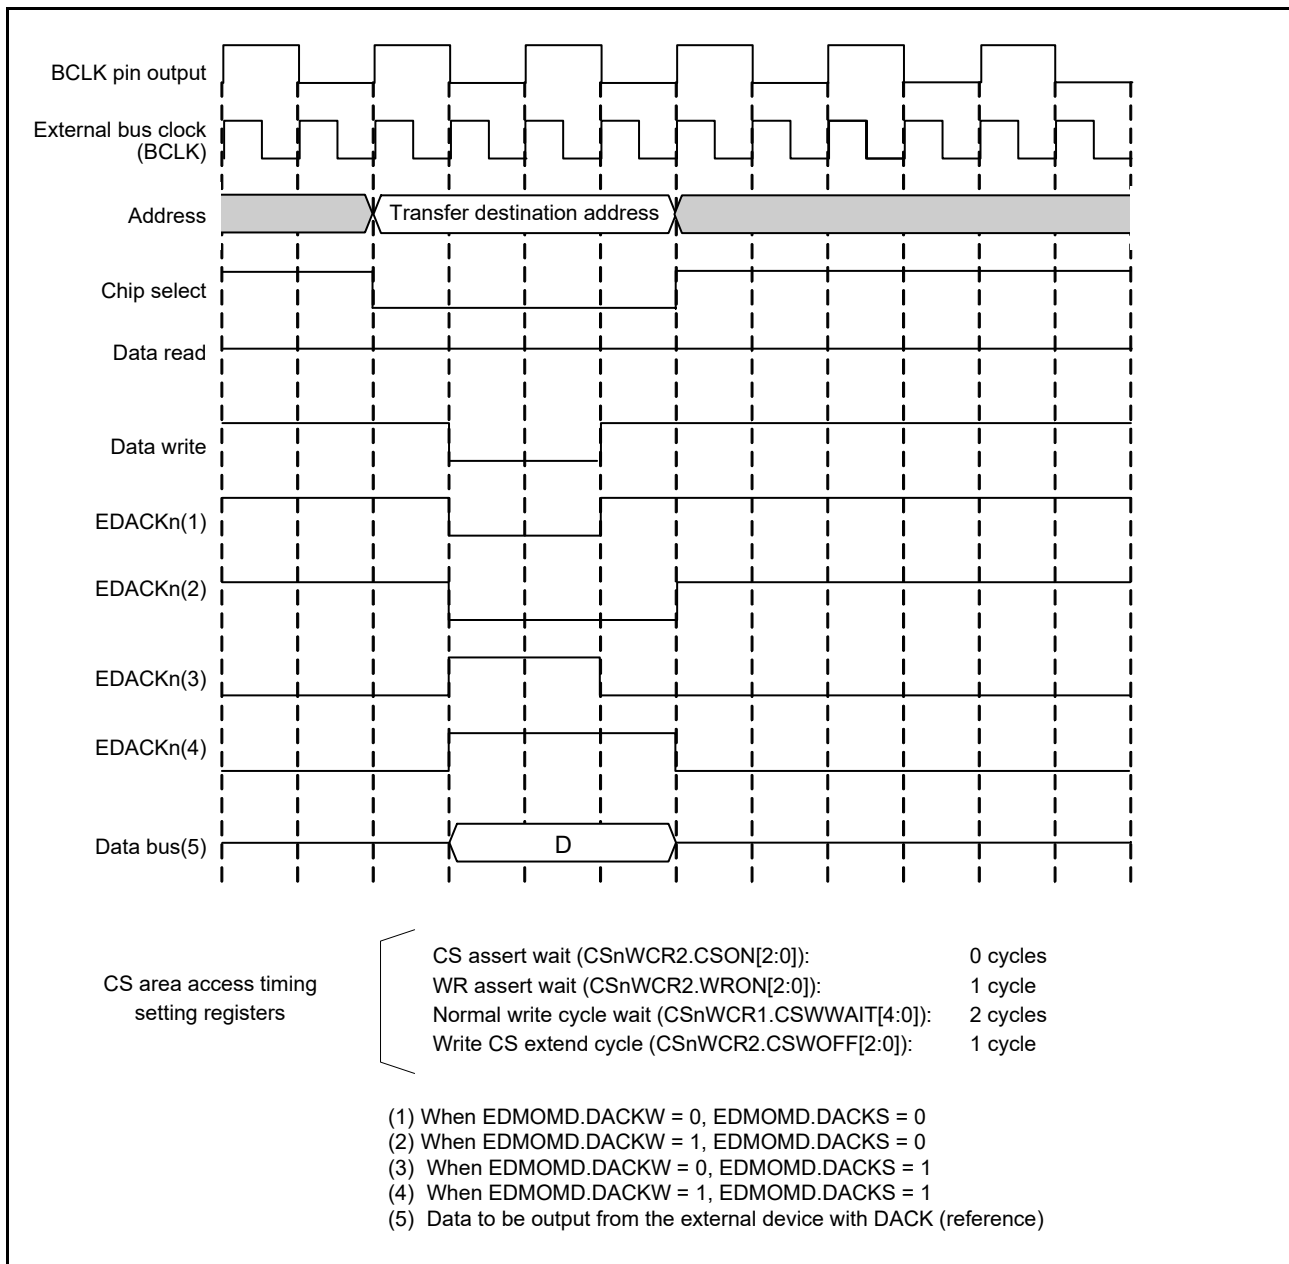 BCLK pin output
External bus clock
(BCLK)
Address
Transfer destination address
Chip select
Data read
Data write
EDACKn(1)
EDACKn(2)
EDACKn(3)
EDACKn(4)
Data bus(5)
D
CS area access timing
setting registers
CS assert wait (CSnWCR2.CSON[2:0]): 0 cycles
WR assert wait (CSnWCR2.WRON[2:0]): 1 cycle
Normal write cycle wait (CSnWCR1.CSWWAIT[4:0]): 2 cycles
Write CS extend cycle (CSnWCR2.CSWOFF[2:0]): 1 cycle
(1) When EDMOMD.DACKW = 0, EDMOMD.DACKS = 0
(2) When EDMOMD.DACKW = 1, EDMOMD.DACKS = 0
(3) When EDMOMD.DACKW = 0, EDMOMD.DACKS = 1
(4) When EDMOMD.DACKW = 1, EDMOMD.DACKS = 1
(5) Data to be output from the external device with DACK (reference)